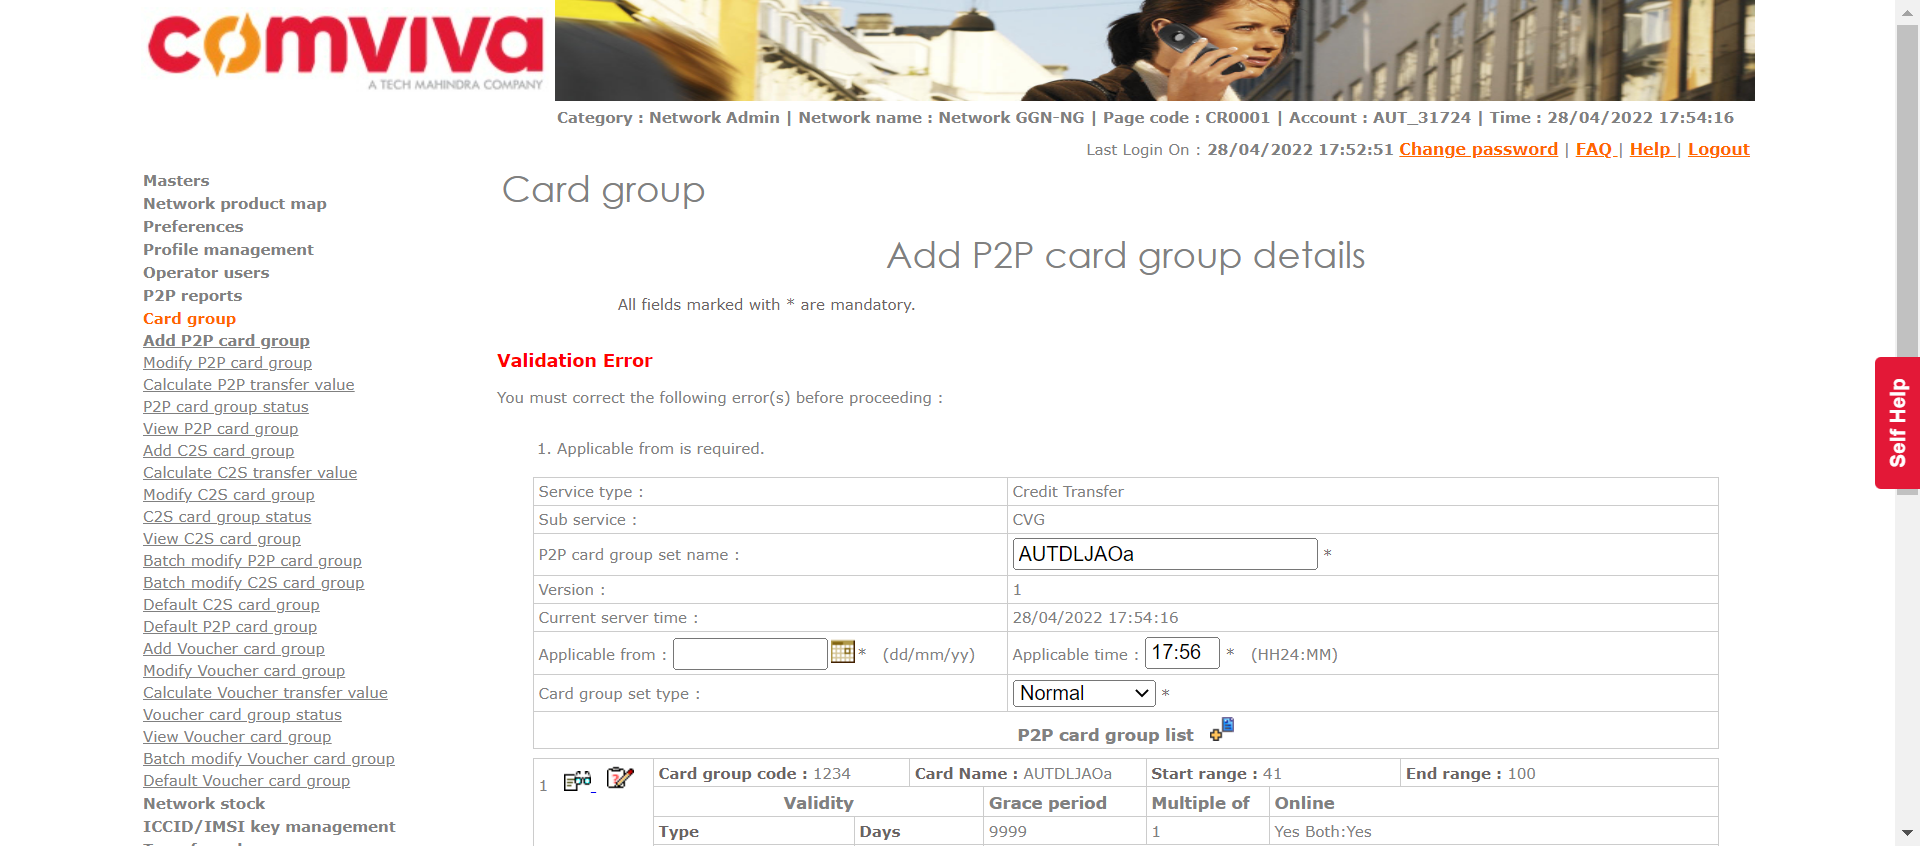 comviva
A TECH MAHINDRA COMPANY
Category : Network Admin | Network name : Network GGN-NG | Page code : CR0001 | Account : AUT_31724 | Time : 28/04/2022 17:54:16
Last Login On : 28/04/2022 17:52:51 Change password | FAQ | Help | Logout
Masters
Network product map
Preferences
Profile management
Operator users
P2P reports
Card group
Add P2P card group
Modify P2P card group
Calculate P2P transfer value
P2P card group status
View P2P card group
Add C2S card group
Calculate C2S transfer value
Modify C2S card group
C2S card group status
View C2S card group
Batch modify P2P card group
Batch modify C2S card group
Default C2S card group
Default P2P card group
Add Voucher card group
Modify Voucher card group
Calculate Voucher transfer value
Voucher card group status
View Voucher card group
Batch modify Voucher card group
Default Voucher card group
Network stock
ICCID/IMSI key management
Card group
Add P2P card group details
All fields marked with * are mandatory.
Validation Error
You must correct the following error(s) before proceeding :
1. Applicable from is required.
Service type : Credit Transfer
Sub service : CVG
P2P card group set name : AUTDLJAOa *
Version : 1
Current server time : 28/04/2022 17:54:16
Applicable from : * (dd/mm/yy) Applicable time : 17:56 * (HH24:MM)
Card group set type : Normal *
P2P card group list
1 Card group code : 1234 Card Name : AUTDLJAOa Start range : 41 End range : 100
Validity Grace period Multiple of Online
Type Days 9999 1 Yes Both:Yes
Self Help